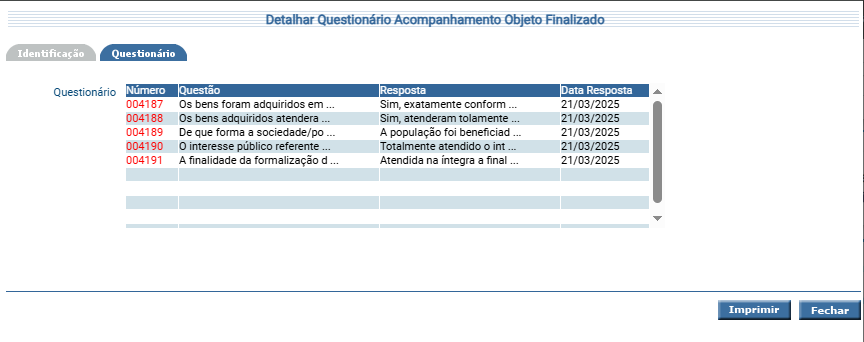 Detalhar Questionário Acompanhamento Objeto Finalizado
Identificação Questionário
Questionário
Número Questão Resposta Data Resposta
004187 Os bens foram adquiridos em ... Sim, exatamente conform ... 21/03/2025
004188 Os bens adquiridos atendera ... Sim, atenderam tolamente ... 21/03/2025
004189 De que forma a sociedade/po ... A população foi beneficiad ... 21/03/2025
004190 O interesse público referente ... Totalmente atendido o int ... 21/03/2025
004191 A finalidade da formalização d ... Atendida na íntegra a final ... 21/03/2025
Imprimir Fechar